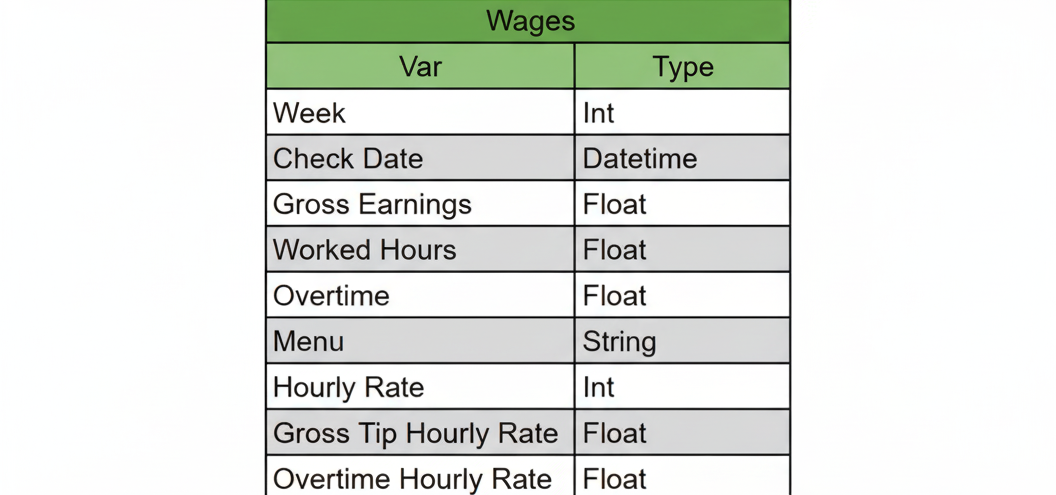 Wages
Var Type
Week Int
Check Date Datetime
Gross Earnings Float
Worked Hours Float
Overtime Float
Menu String
Hourly Rate Int
Gross Tip Hourly Rate Float
Overtime Hourly Rate Float